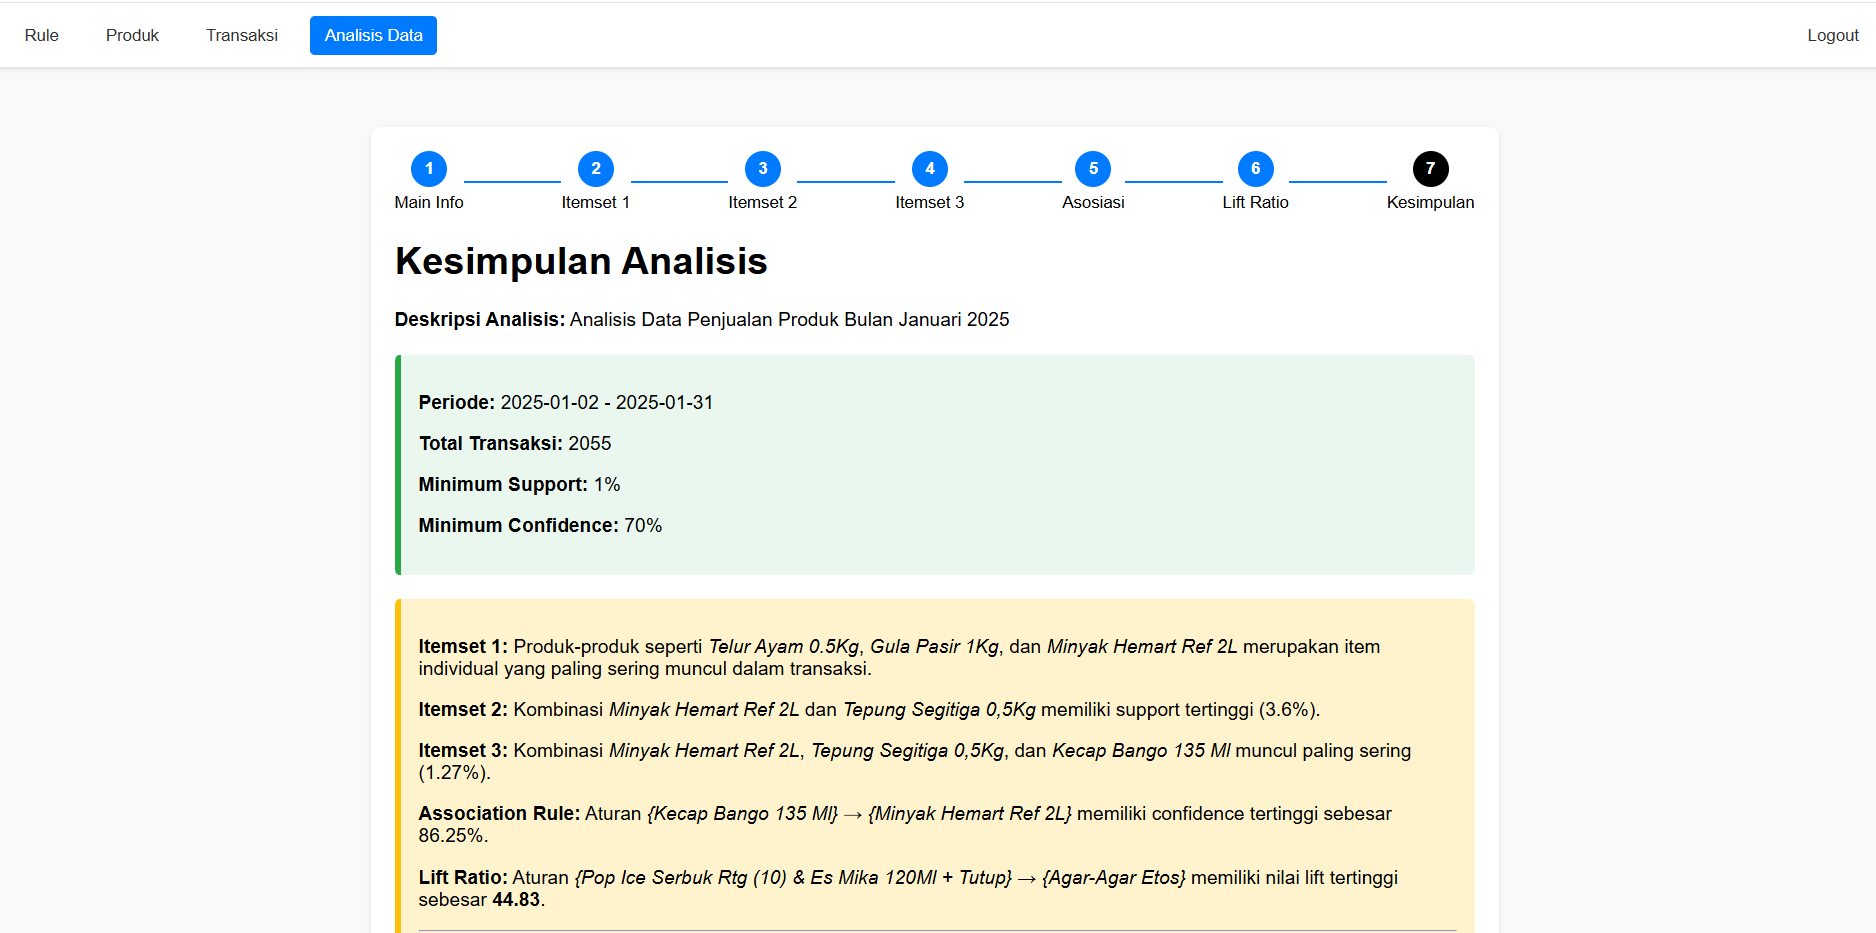 Rule Produk Transaksi Analisis Data Logout
1 2 3 4 5 6 7
Main Info Itemset 1 Itemset 2 Itemset 3 Asosiasi Lift Ratio Kesimpulan
Kesimpulan Analisis
Deskripsi Analisis: Analisis Data Penjualan Produk Bulan Januari 2025
Periode: 2025-01-02 - 2025-01-31
Total Transaksi: 2055
Minimum Support: 1%
Minimum Confidence: 70%
Itemset 1: Produk-produk seperti Telur Ayam 0.5Kg, Gula Pasir 1Kg, dan Minyak Hemart Ref 2L merupakan item
individual yang paling sering muncul dalam transaksi.
Itemset 2: Kombinasi Minyak Hemart Ref 2L dan Tepung Segitiga 0,5Kg memiliki support tertinggi (3.6%).
Itemset 3: Kombinasi Minyak Hemart Ref 2L, Tepung Segitiga 0,5Kg, dan Kecap Bango 135 Ml muncul paling sering
(1.27%).
Association Rule: Aturan {Kecap Bango 135 Ml} → {Minyak Hemart Ref 2L} memiliki confidence tertinggi sebesar
86.25%.
Lift Ratio: Aturan {Pop Ice Serbuk Rtg (10) & Es Mika 120Ml + Tutup} → {Agar-Agar Etos} memiliki nilai lift tertinggi
sebesar 44.83.